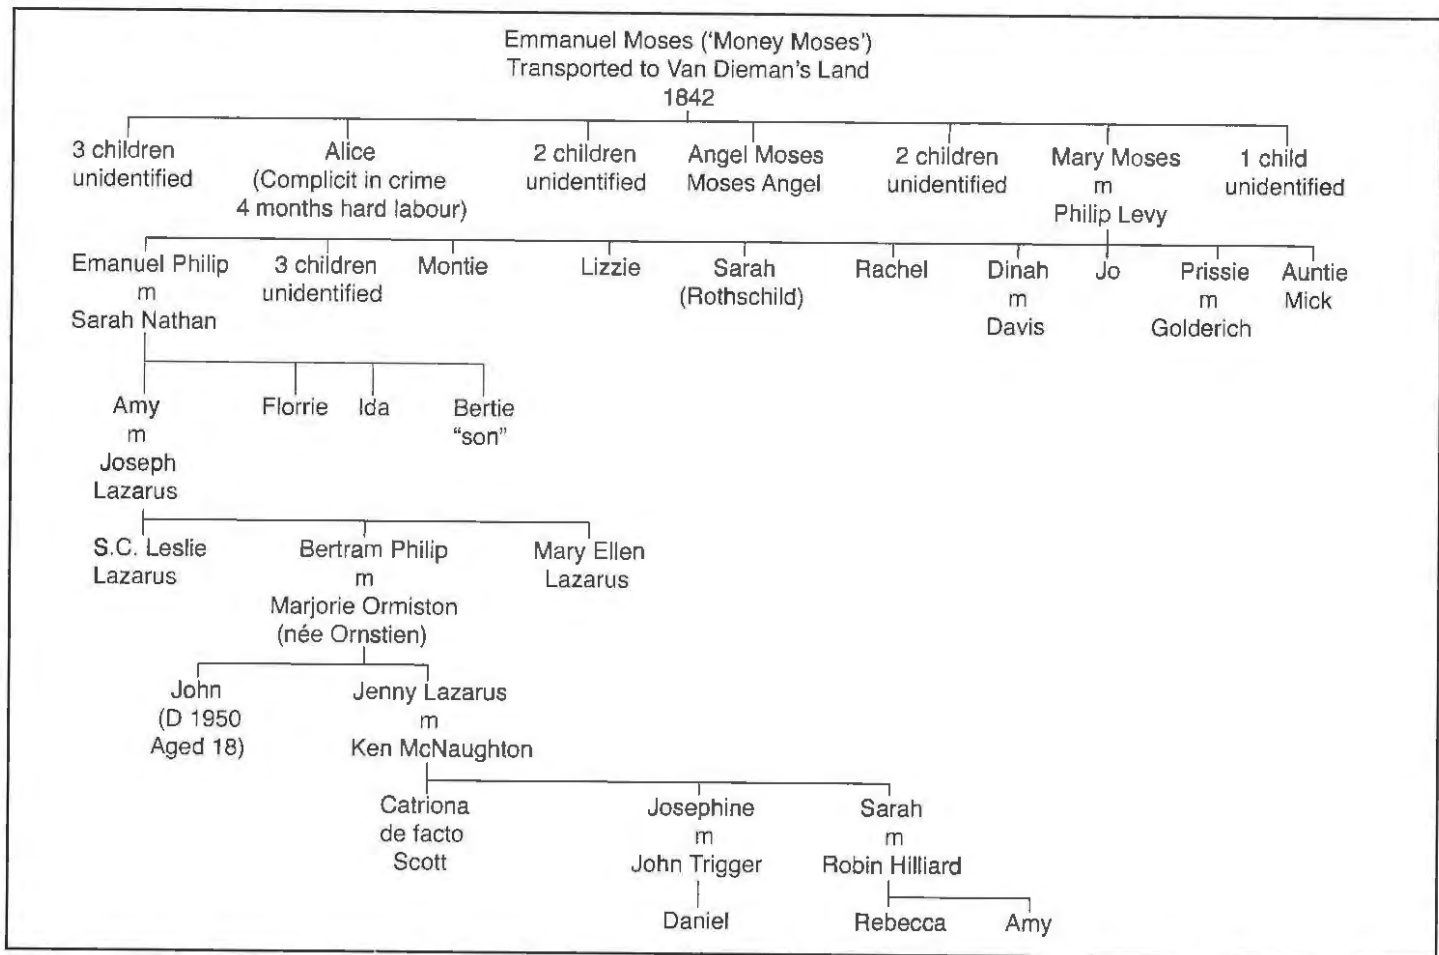 Emmanuel Moses ('Money Moses')
Transported to Van Dieman's Land
1842
3 children
unidentified
Alice
(Complicit in crime
4 months hard labour)
2 children
unidentified
Angel Moses
Moses Angel
2 children
unidentified
Mary Moses
m
Philip Levy
1 child
unidentified
Emanuel Philip
m
Sarah Nathan
3 children
unidentified
Montie
Lizzie
Sarah
(Rothschild)
Rachel
Dinah
m
Davis
Jo
Prissie
m
Golderich
Auntie
Mick
Amy
m
Joseph
Lazarus
Florrie
Ida
Bertie
"son"
S.C. Leslie
Lazarus
Bertram Philip
m
Marjorie Ormiston
(née Ornstien)
Mary Ellen
Lazarus
John
(D 1950
Aged 18)
Jenny Lazarus
m
Ken McNaughton
Catriona
de facto
Scott
Josephine
m
John Trigger
Sarah
m
Robin Hilliard
Daniel
Rebecca
Amy